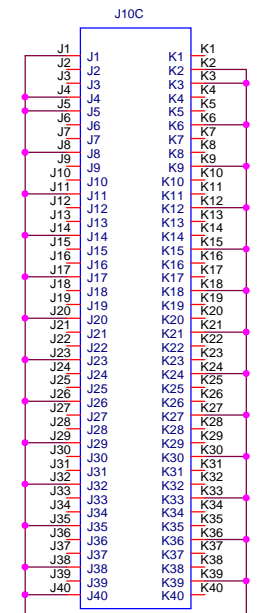 J10C
J1 J1 K1 K1
J2 J2 K2 K2
J3 J3 K3 K3
J4 J4 K4 K4
J5 J5 K5 K5
J6 J6 K6 K6
J7 J7 K7 K7
J8 J8 K8 K8
J9 J9 K9 K9
J10 J10 K10 K10
J11 J11 K11 K11
J12 J12 K12 K12
J13 J13 K13 K13
J14 J14 K14 K14
J15 J15 K15 K15
J16 J16 K16 K16
J17 J17 K17 K17
J18 J18 K18 K18
J19 J19 K19 K19
J20 J20 K20 K20
J21 J21 K21 K21
J22 J22 K22 K22
J23 J23 K23 K23
J24 J24 K24 K24
J25 J25 K25 K25
J26 J26 K26 K26
J27 J27 K27 K27
J28 J28 K28 K28
J29 J29 K29 K29
J30 J30 K30 K30
J31 J31 K31 K31
J32 J32 K32 K32
J33 J33 K33 K33
J34 J34 K34 K34
J35 J35 K35 K35
J36 J36 K36 K36
J37 J37 K37 K37
J38 J38 K38 K38
J39 J39 K39 K39
J40 J40 K40 K40